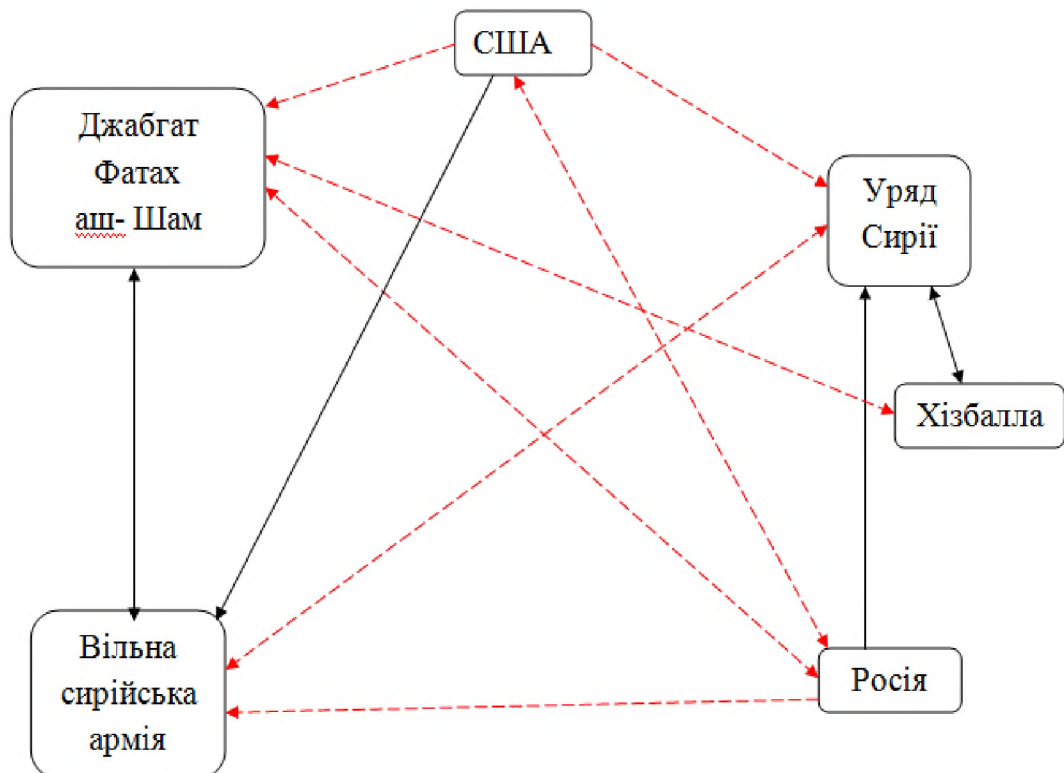 США
Джабгат
Фатах
аш- Шам
Уряд
Сирії
Хізбалла
Вільна
сирійська
армія
Росія